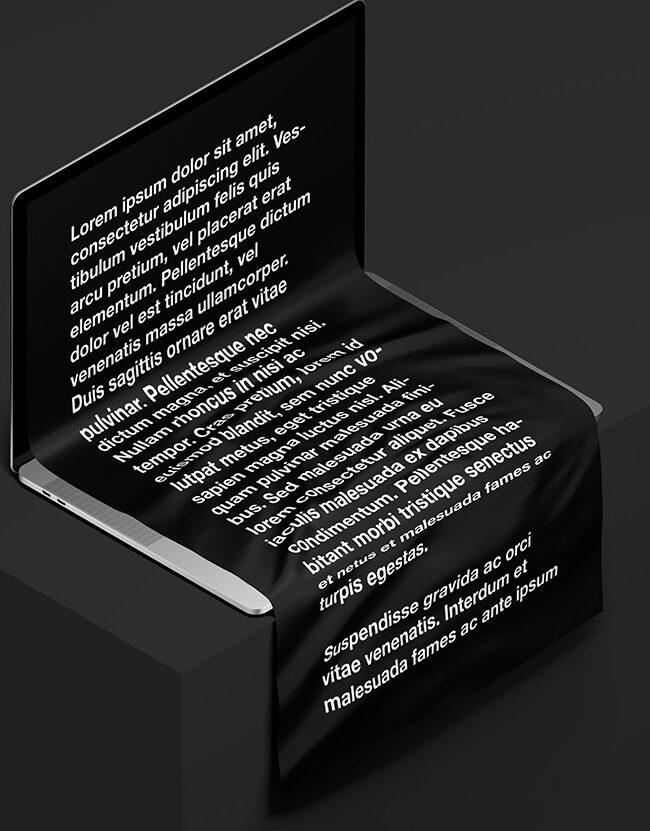 Lorem ipsum dolor sit amet,
consectetur adipiscing elit. Ves-
tibulum vestibulum felis quis
arcu pretium, vel placerat erat
elementum. Pellentesque dictum
dolor vel est tincidunt, vel
venenatis massa ullamcorper.
Duis sagittis ornare erat vitae
pulvinar. Pellentesque nec
dictum magna, et suscipit nisi.
Nullam rhoncus in nisi ac
tempor. Cras pretium, lorem id
euismod blandit, sem nunc vo-
lutpat metus, eget tristique
sapien magna luctus nisl. Ali-
quam pulvinar malesuada fini-
bus. Sed malesuada urna eu
lorem consectetur aliquet. Fusce
iaculis malesuada ex dapibus
condimentum. Pellentesque ha-
bitant morbi tristique senectus
et netus et malesuada fames ac
turpis egestas.
Suspendisse gravida ac orci
vitae venenatis. Interdum et
malesuada fames ac ante ipsum